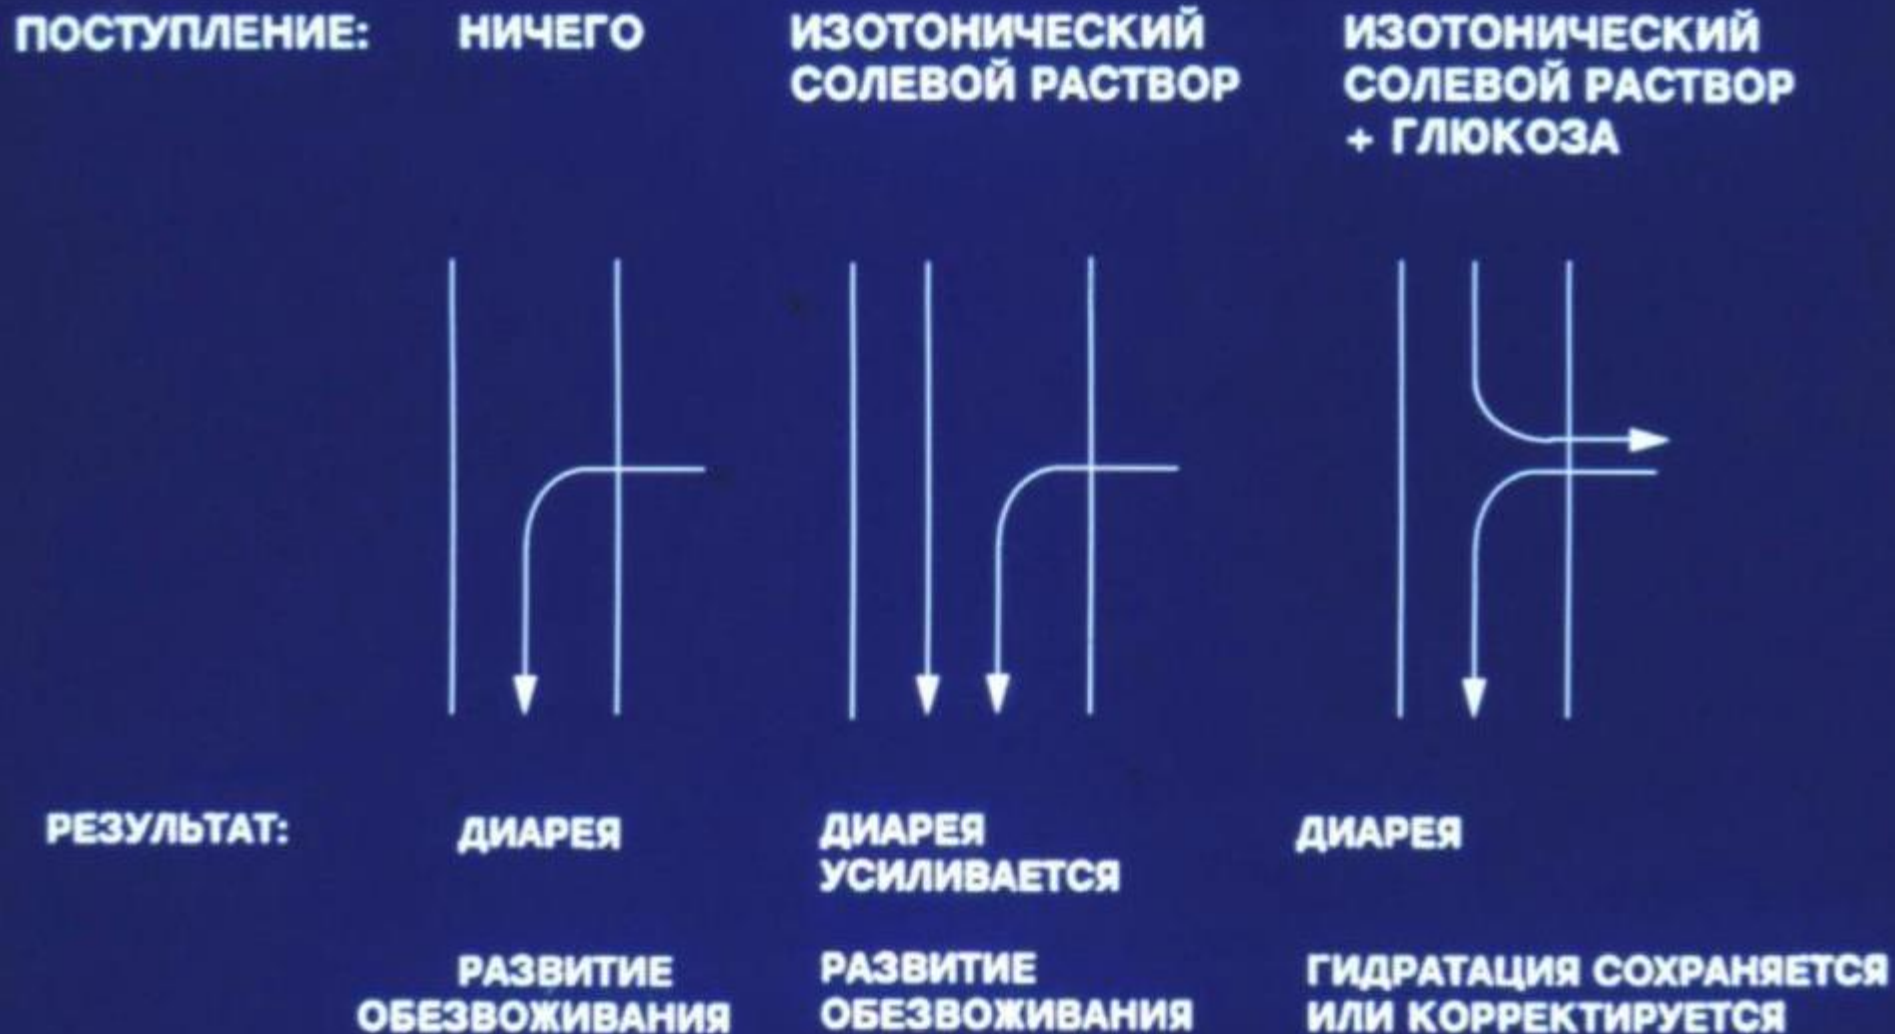 ПОСТУПЛЕНИЕ: НИЧЕГО ИЗОТОНИЧЕСКИЙ СОЛЕВОЙ РАСТВОР ИЗОТОНИЧЕСКИЙ СОЛЕВОЙ РАСТВОР + ГЛЮКОЗА
РЕЗУЛЬТАТ:
ДИАРЕЯ
РАЗВИТИЕ
ОБЕЗВОЖИВАНИЯ
ДИАРЕЯ
УСИЛИВАЕТСЯ
РАЗВИТИЕ
ОБЕЗВОЖИВАНИЯ
ДИАРЕЯ
ГИДРАТАЦИЯ СОХРАНЯЕТСЯ
ИЛИ КОРРЕКТИРУЕТСЯ